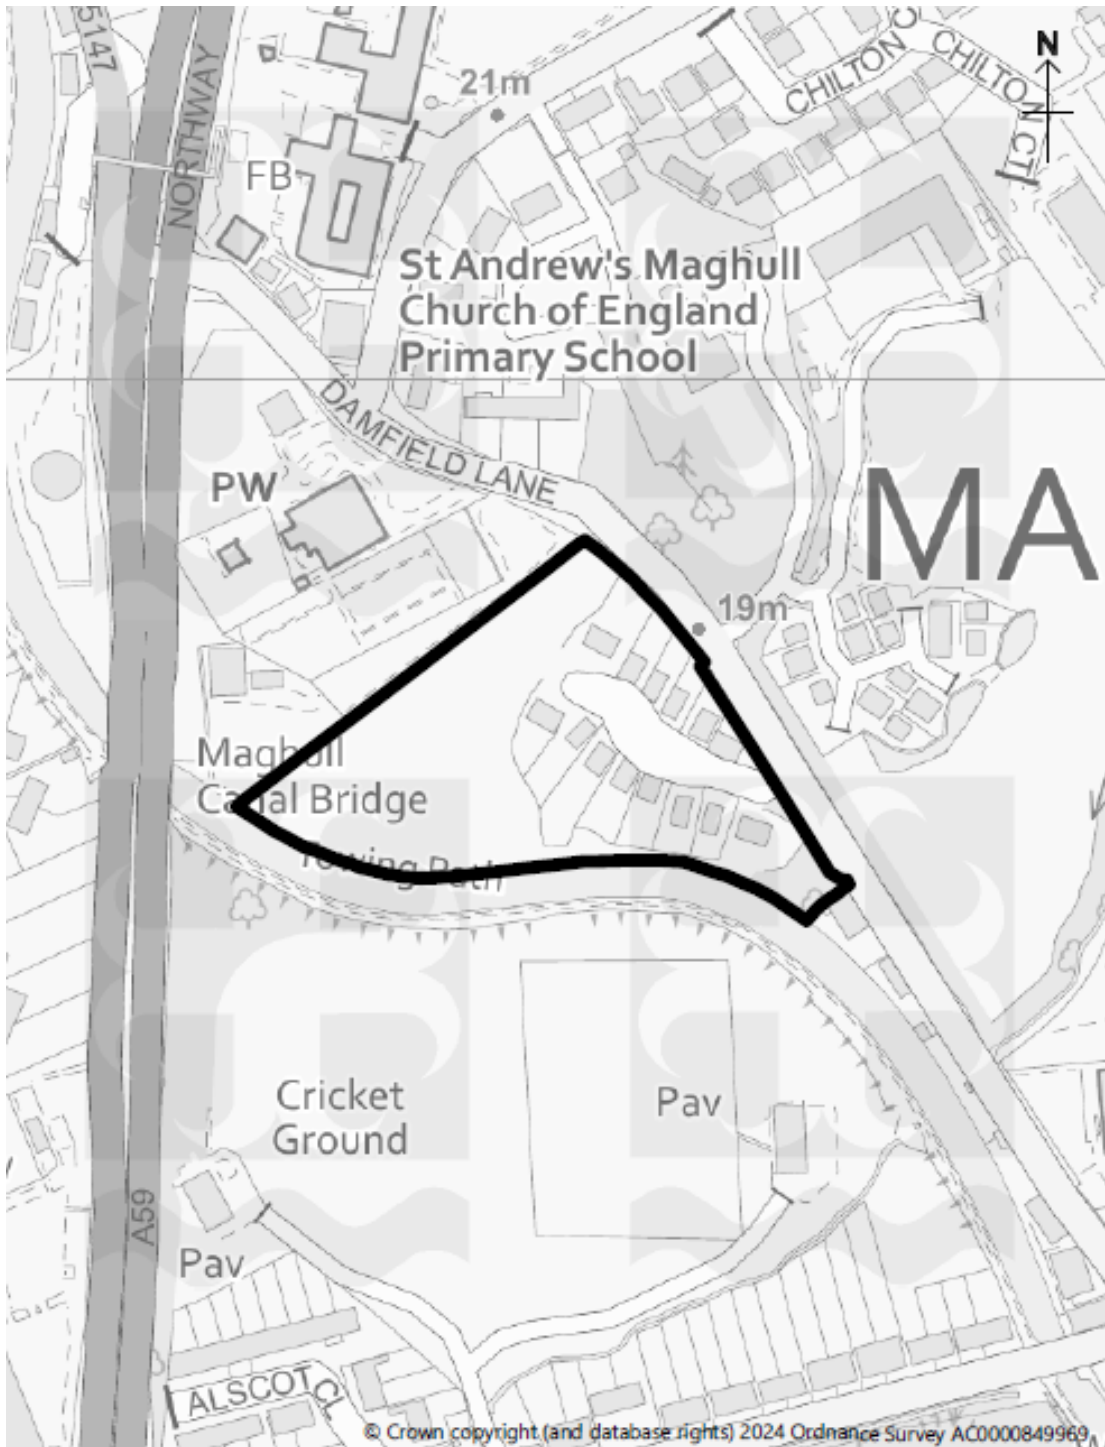 5147
NORTHWAY
21m
CHILTON C
CHILTON CT
N
FB
St Andrew's Maghull
Church of England
Primary School
DAMFIELD LANE
PW
MA
19m
Maghull
Canal Bridge
Towing Path
Cricket
Ground
Pav
A59
Pav
ALSCOT CL
© Crown copyright (and database rights) 2024 Ordnance Survey AC0000849969